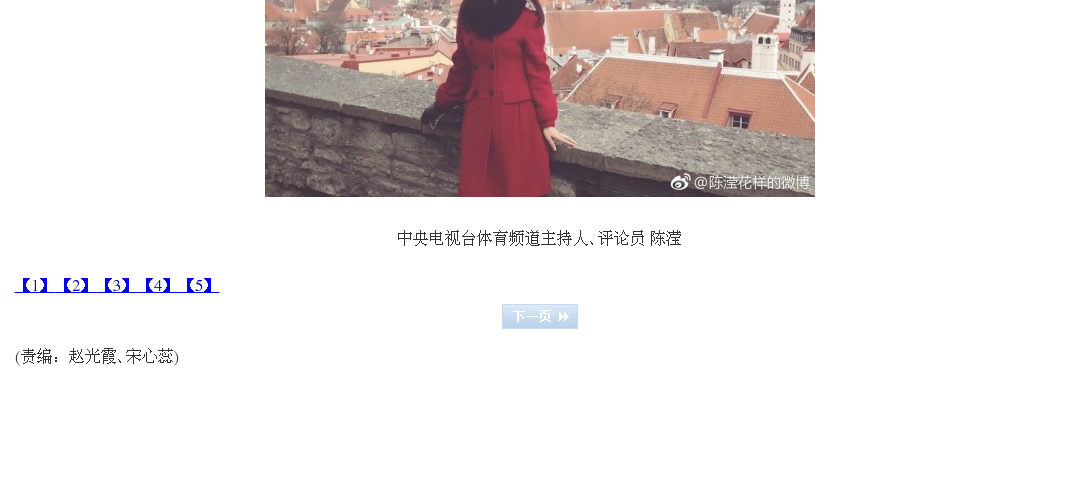 @陈滢花样的微博
中央电视台体育频道主持人、评论员 陈滢
【1】 【2】 【3】 【4】 【5】
下一页
(责编：赵光霞、宋心蕊)